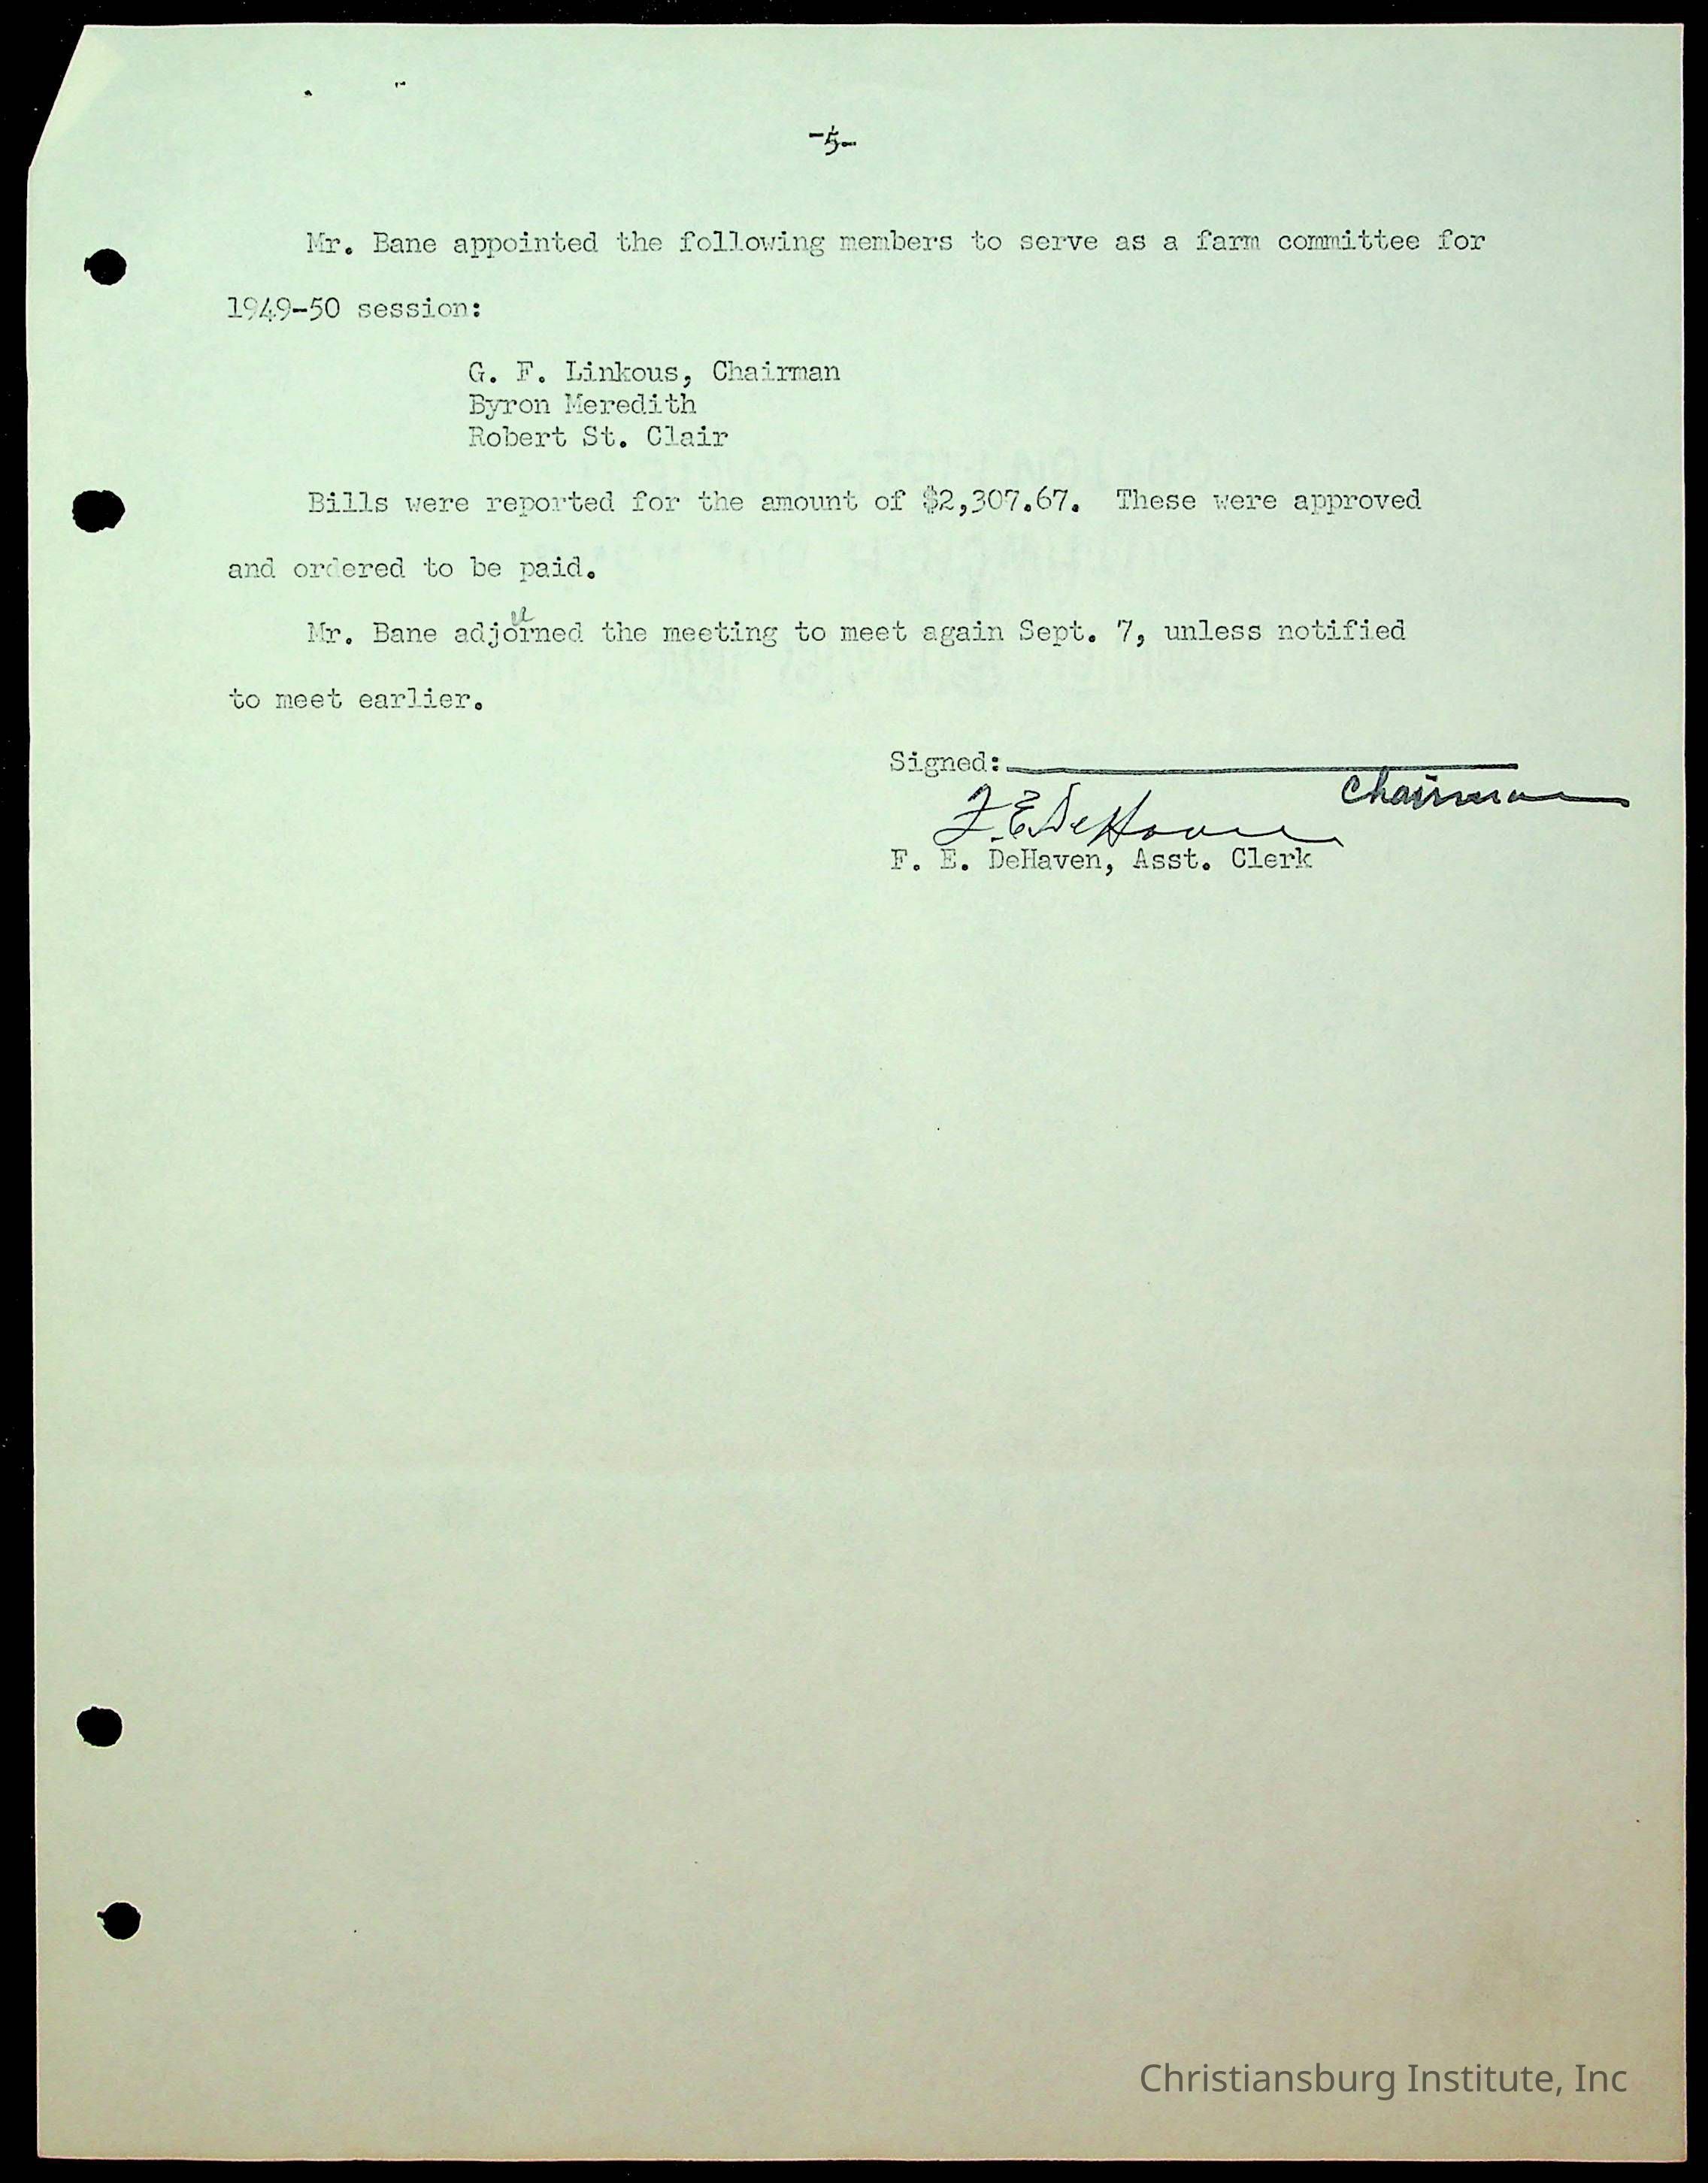 -5-
Mr. Bane appointed the following members to serve as a farm committee for
1949-50 session:
G. F. Linkous, Chairman
Byron Meredith
Robert St. Clair
Bills were reported for the amount of $2,307.67. These were approved
and ordered to be paid.
u
Mr. Bane adjorned the meeting to meet again Sept. 7, unless notified
to meet earlier.
Signed:
Chairman
F. E. DeHaven
F. E. DeHaven, Asst. Clerk
Christiansburg Institute, Inc